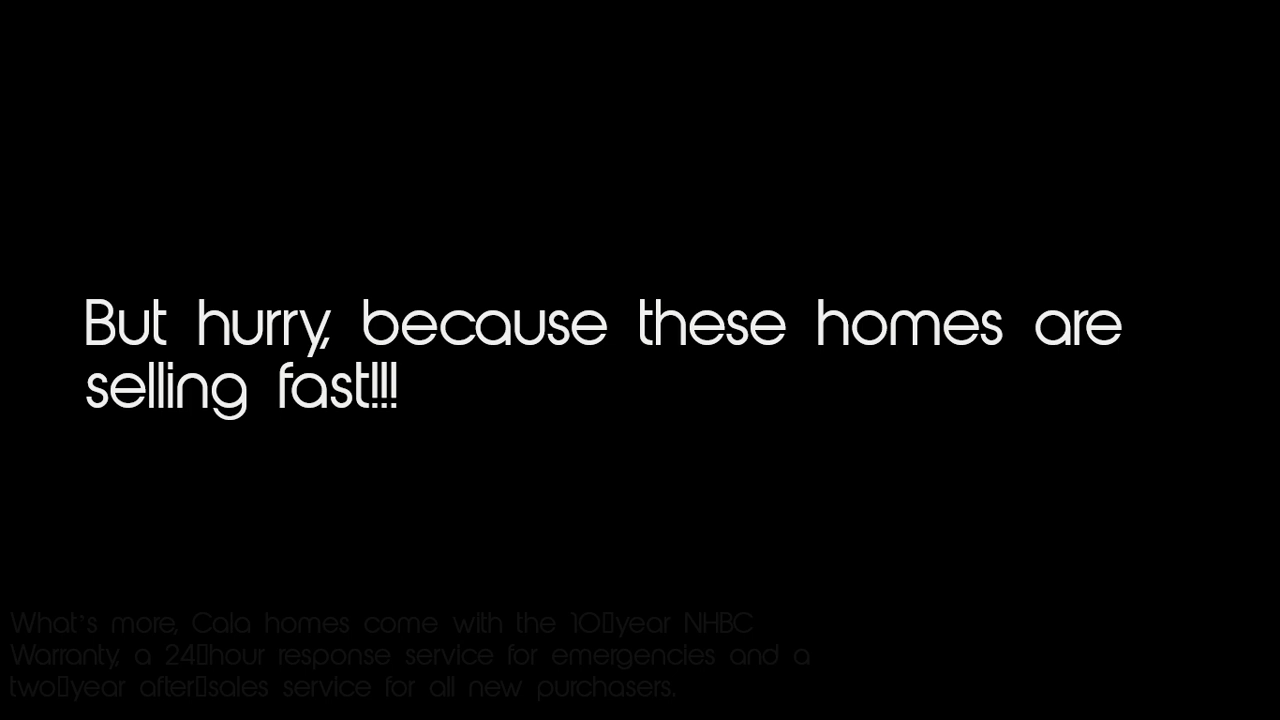 But hurry, because these homes are
selling fast!!!
What's more, Cala homes come with the 10▯year NHBC
Warranty, a 24▯hour response service for emergencies and a
two▯year after▯sales service for all new purchasers.